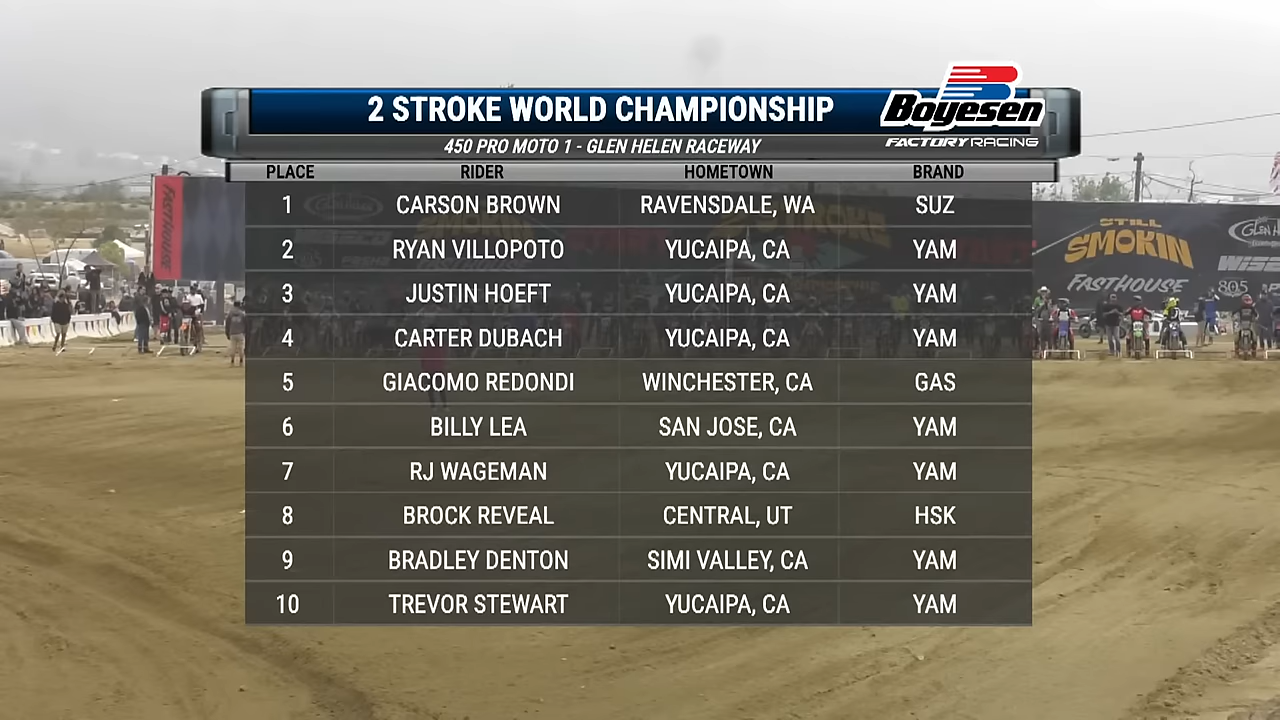 2 STROKE WORLD CHAMPIONSHIP
Boyesen
FACTORY RACING
450 PRO MOTO 1 - GLEN HELEN RACEWAY
PLACE RIDER HOMETOWN BRAND
1 CARSON BROWN RAVENSDALE, WA SUZ
2 RYAN VILLOPOTO YUCAIPA, CA YAM
3 JUSTIN HOEFT YUCAIPA, CA YAM
4 CARTER DUBACH YUCAIPA, CA YAM
5 GIACOMO REDONDI WINCHESTER, CA GAS
6 BILLY LEA SAN JOSE, CA YAM
7 RJ WAGEMAN YUCAIPA, CA YAM
8 BROCK REVEAL CENTRAL, UT HSK
9 BRADLEY DENTON SIMI VALLEY, CA YAM
10 TREVOR STEWART YUCAIPA, CA YAM
FASTHOUSE
STILL
SMOKIN
FASTHOUSE
805